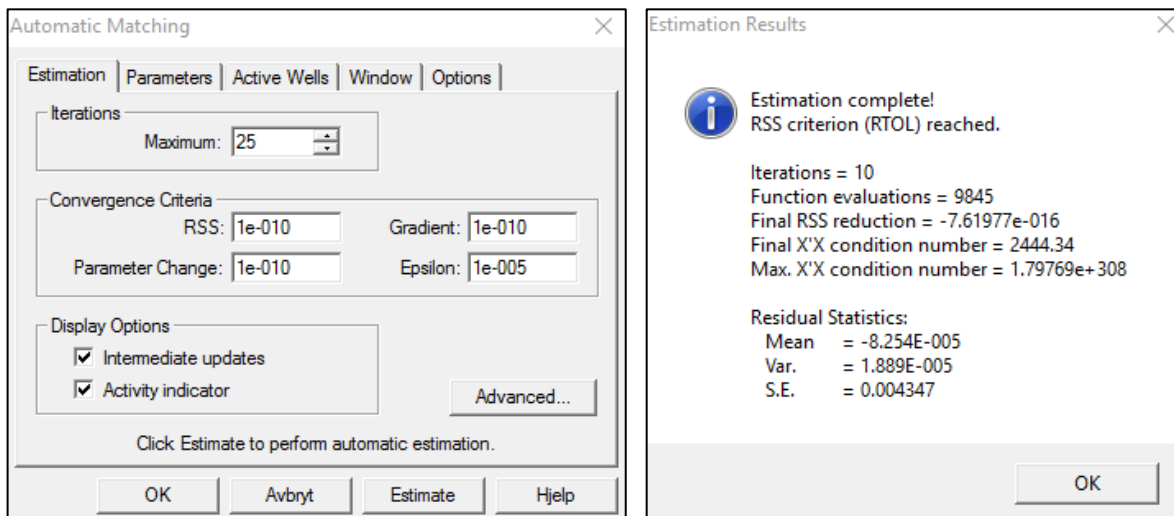 Automatic Matching
Estimation
Parameters
Active Wells
Window
Options
Iterations
Maximum: 25
Convergence Criteria
RSS: 1e-010 Gradient: 1e-010
Parameter Change: 1e-010 Epsilon: 1e-005
Display Options
Intermediate updates
Activity indicator
Advanced...
Click Estimate to perform automatic estimation.
OK
Avbryt
Estimate
Hjelp
Estimation Results
Estimation complete!
RSS criterion (RTOL) reached.
Iterations = 10
Function evaluations = 9845
Final RSS reduction = -7.61977e-016
Final X'X condition number = 2444.34
Max. X'X condition number = 1.79769e+308
Residual Statistics:
Mean = -8.254E-005
Var. = 1.889E-005
S.E. = 0.004347
OK